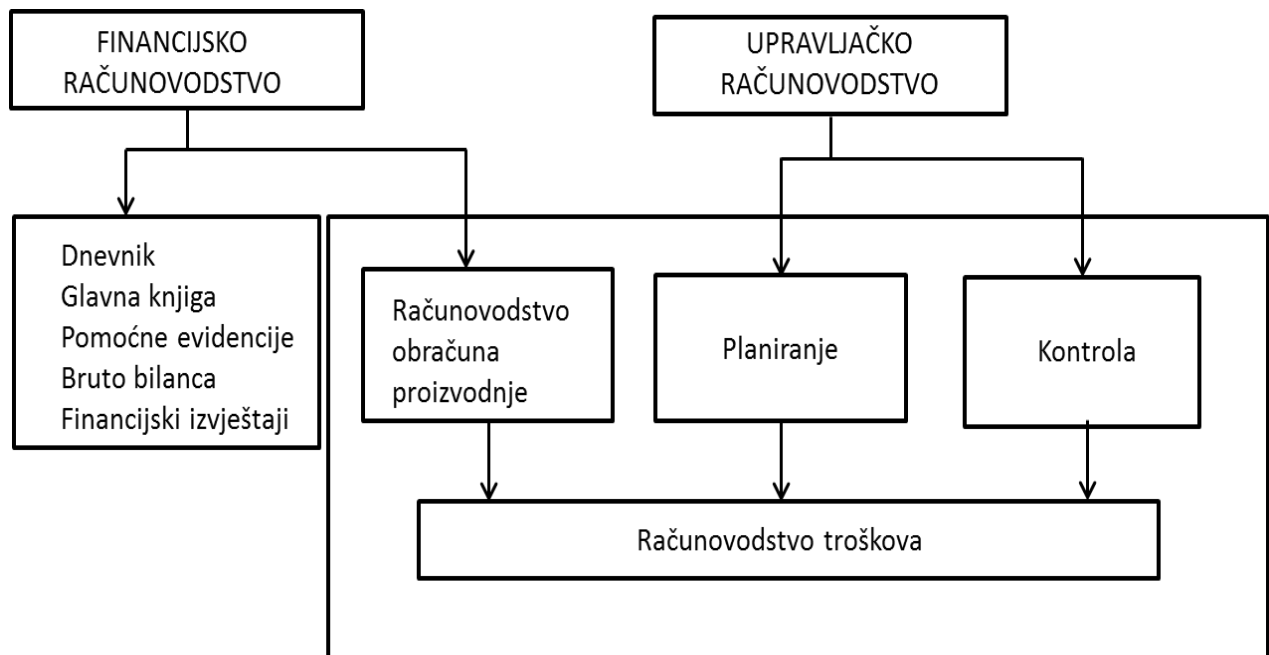 FINANCIJSKO
RAČUNOVODSTVO
UPRAVLJAČKO
RAČUNOVODSTVO
Dnevnik
Glavna knjiga
Pomoćne evidencije
Bruto bilanca
Financijski izvještaji
Računovodstvo
obračuna
proizvodnje
Planiranje
Kontrola
Računovodstvo troškova